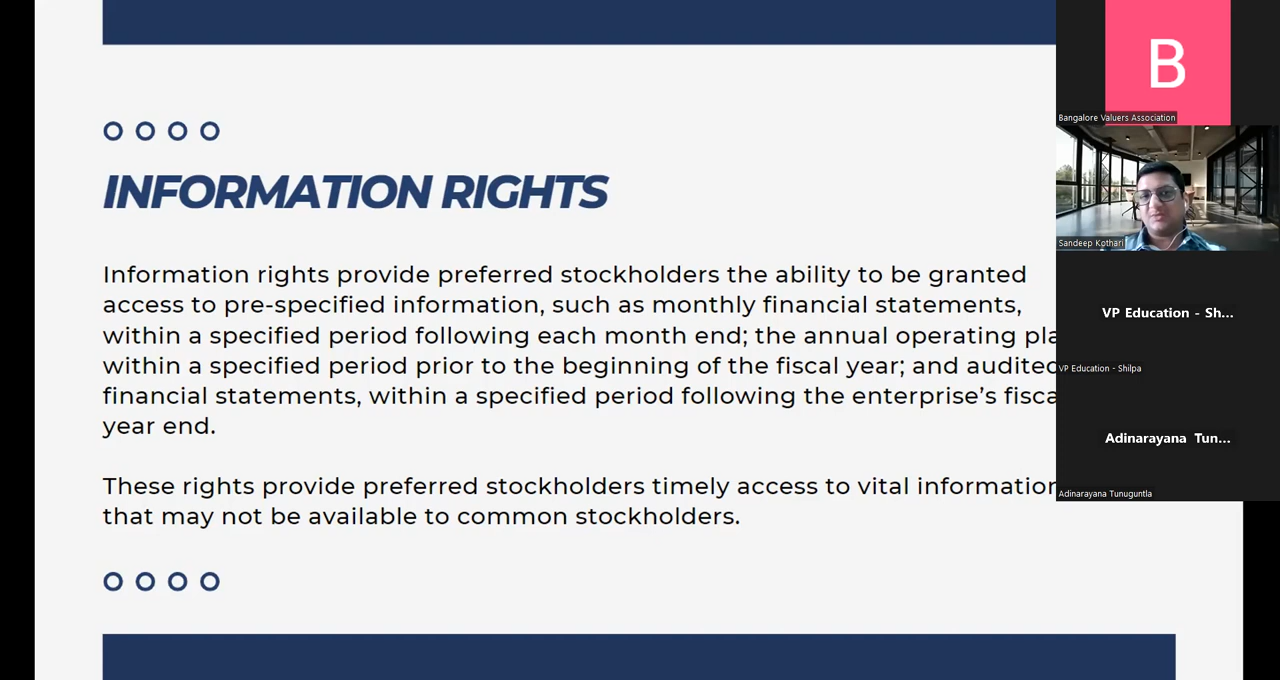 INFORMATION RIGHTS
Information rights provide preferred stockholders the ability to be granted
access to pre-specified information, such as monthly financial statements,
within a specified period following each month end; the annual operating pla
within a specified period prior to the beginning of the fiscal year; and audited
financial statements, within a specified period following the enterprise’s fisca
year end.
These rights provide preferred stockholders timely access to vital information
that may not be available to common stockholders.
B
Bangalore Valuers Association
Sandeep Kothari
VP Education - Sh...
VP Education - Shilpa
Adinarayana Tun...
Adinarayana Tunuguntla